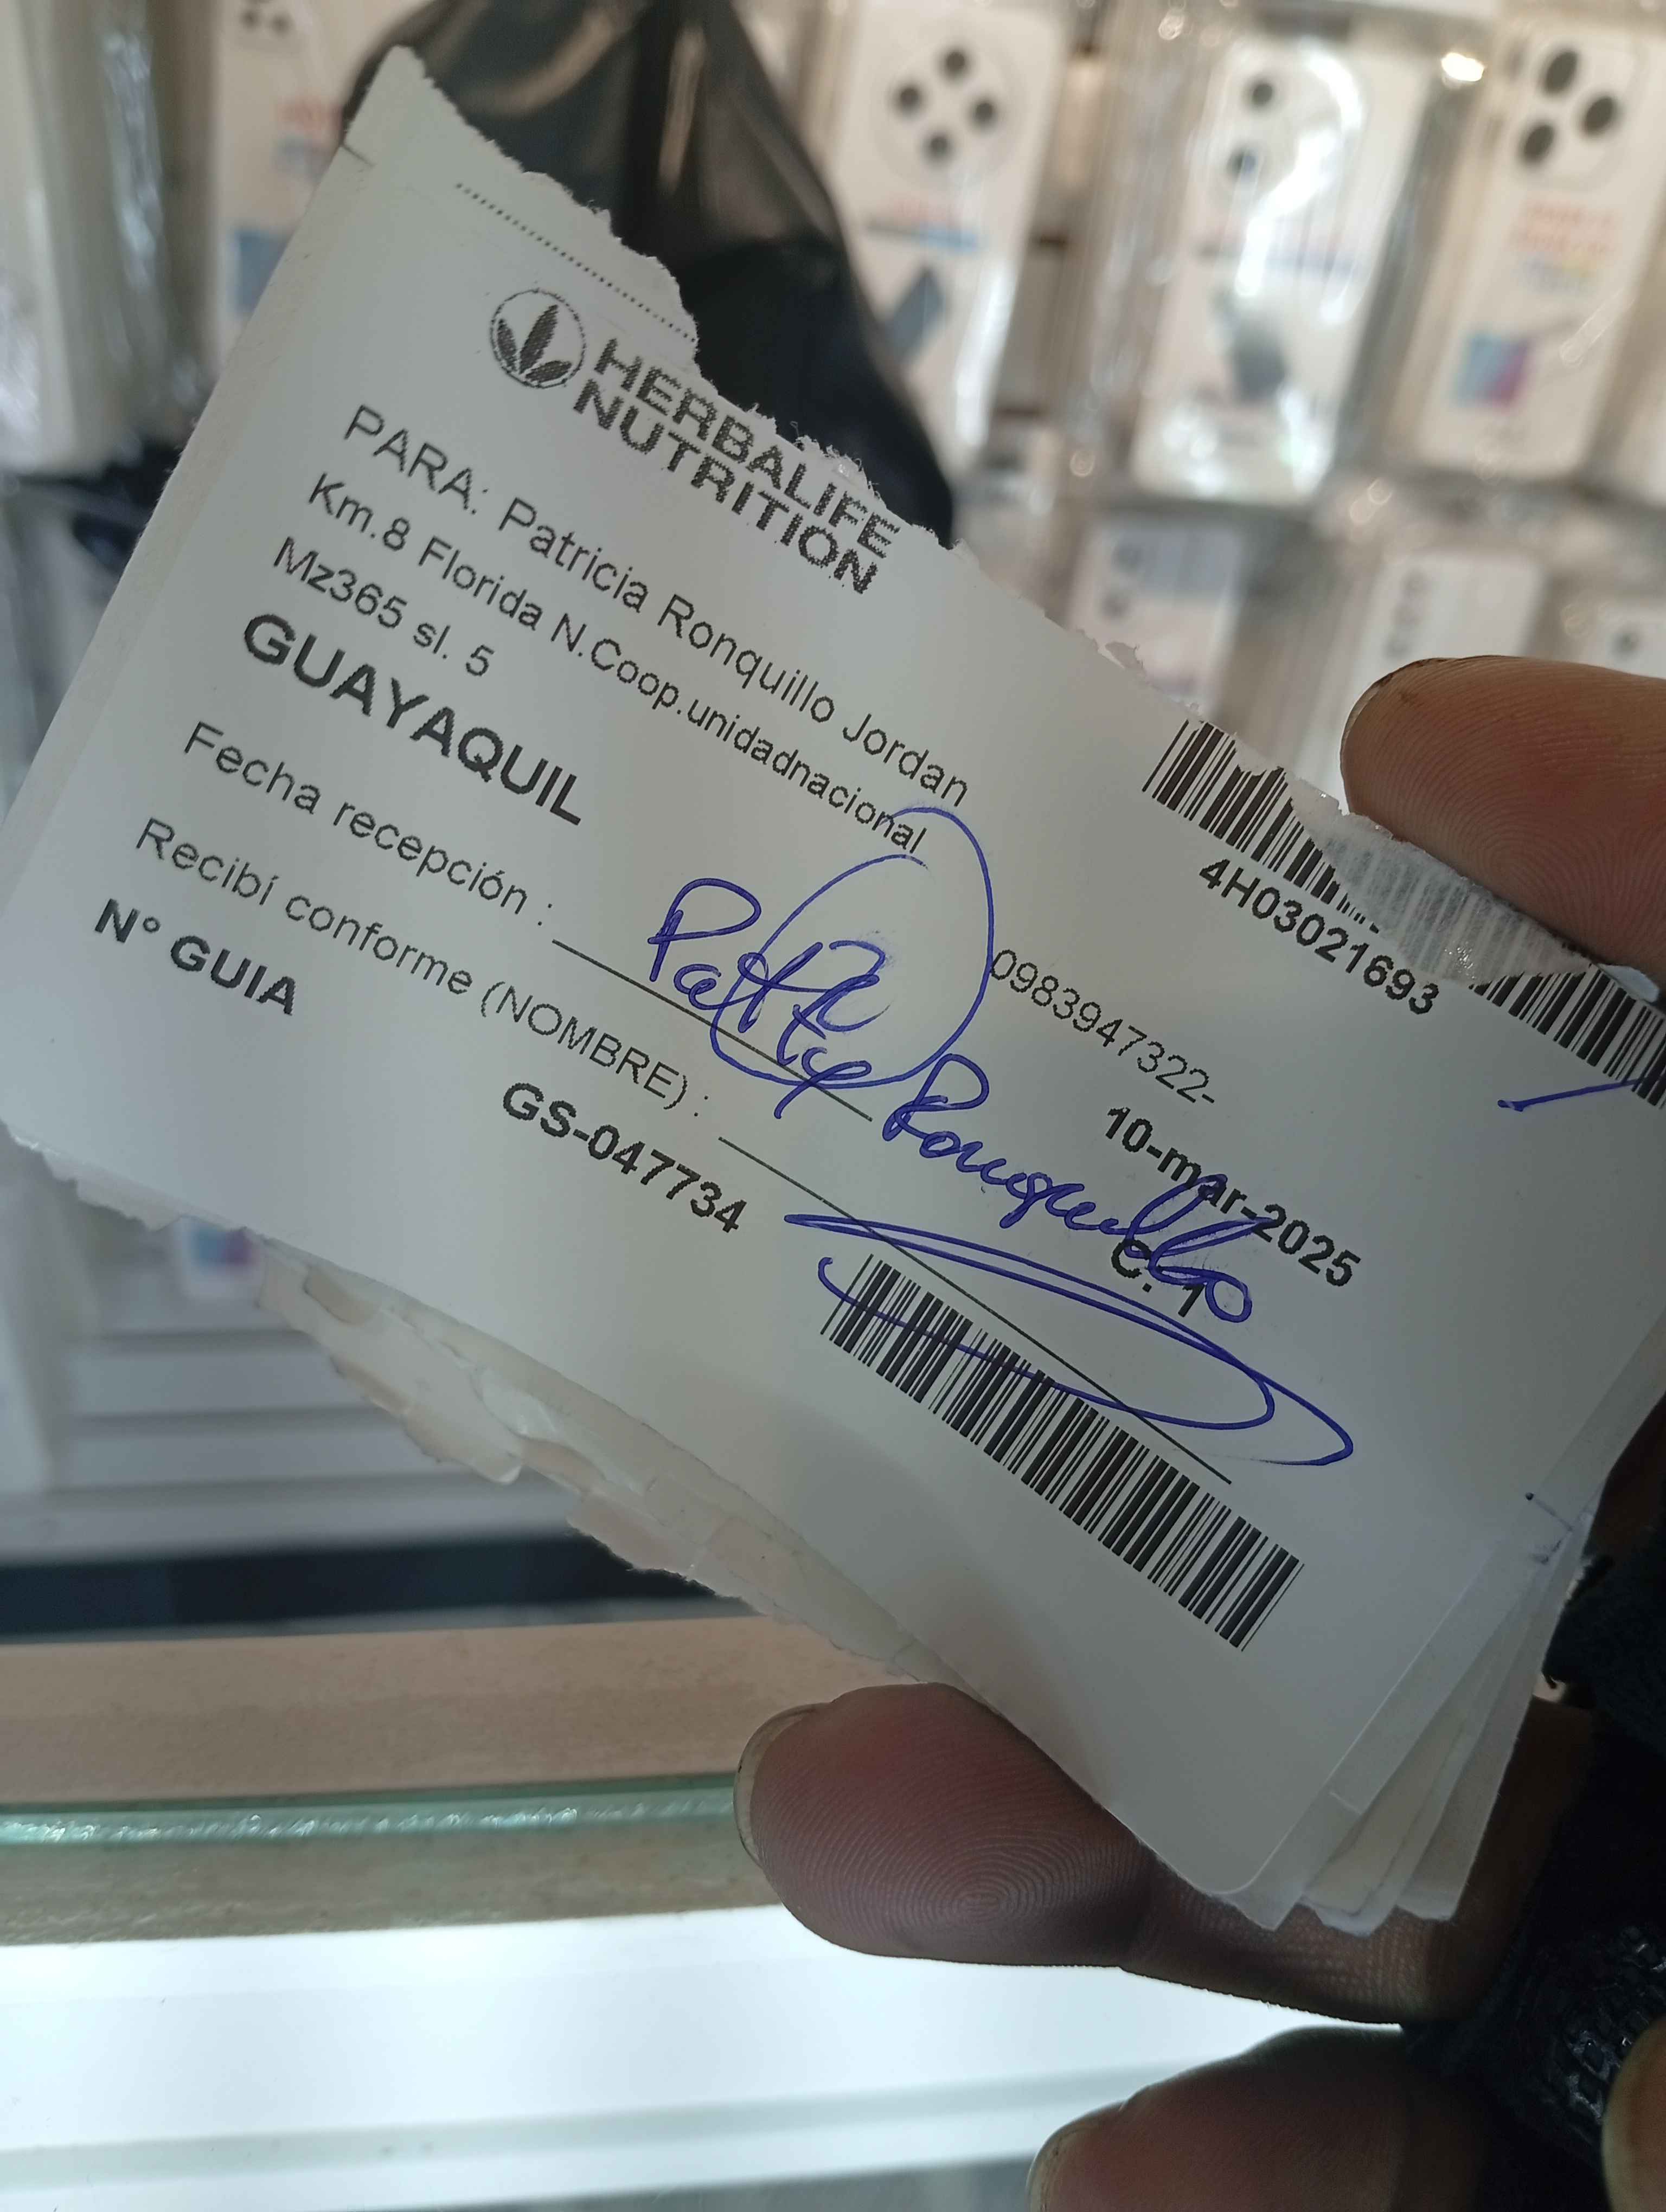 HERBALIFE
NUTRITION
4H03021693
PARA: Patricia Ronquillo Jordan
Km.8 Florida N.Coop.unidadnacional
Mz365 sl. 5
0983947322-
GUAYAQUIL
10-mar-2025
Fecha recepción :
C. 1
Recibí conforme (NOMBRE) :
Patty Ronquillo
N° GUIA
GS-047734